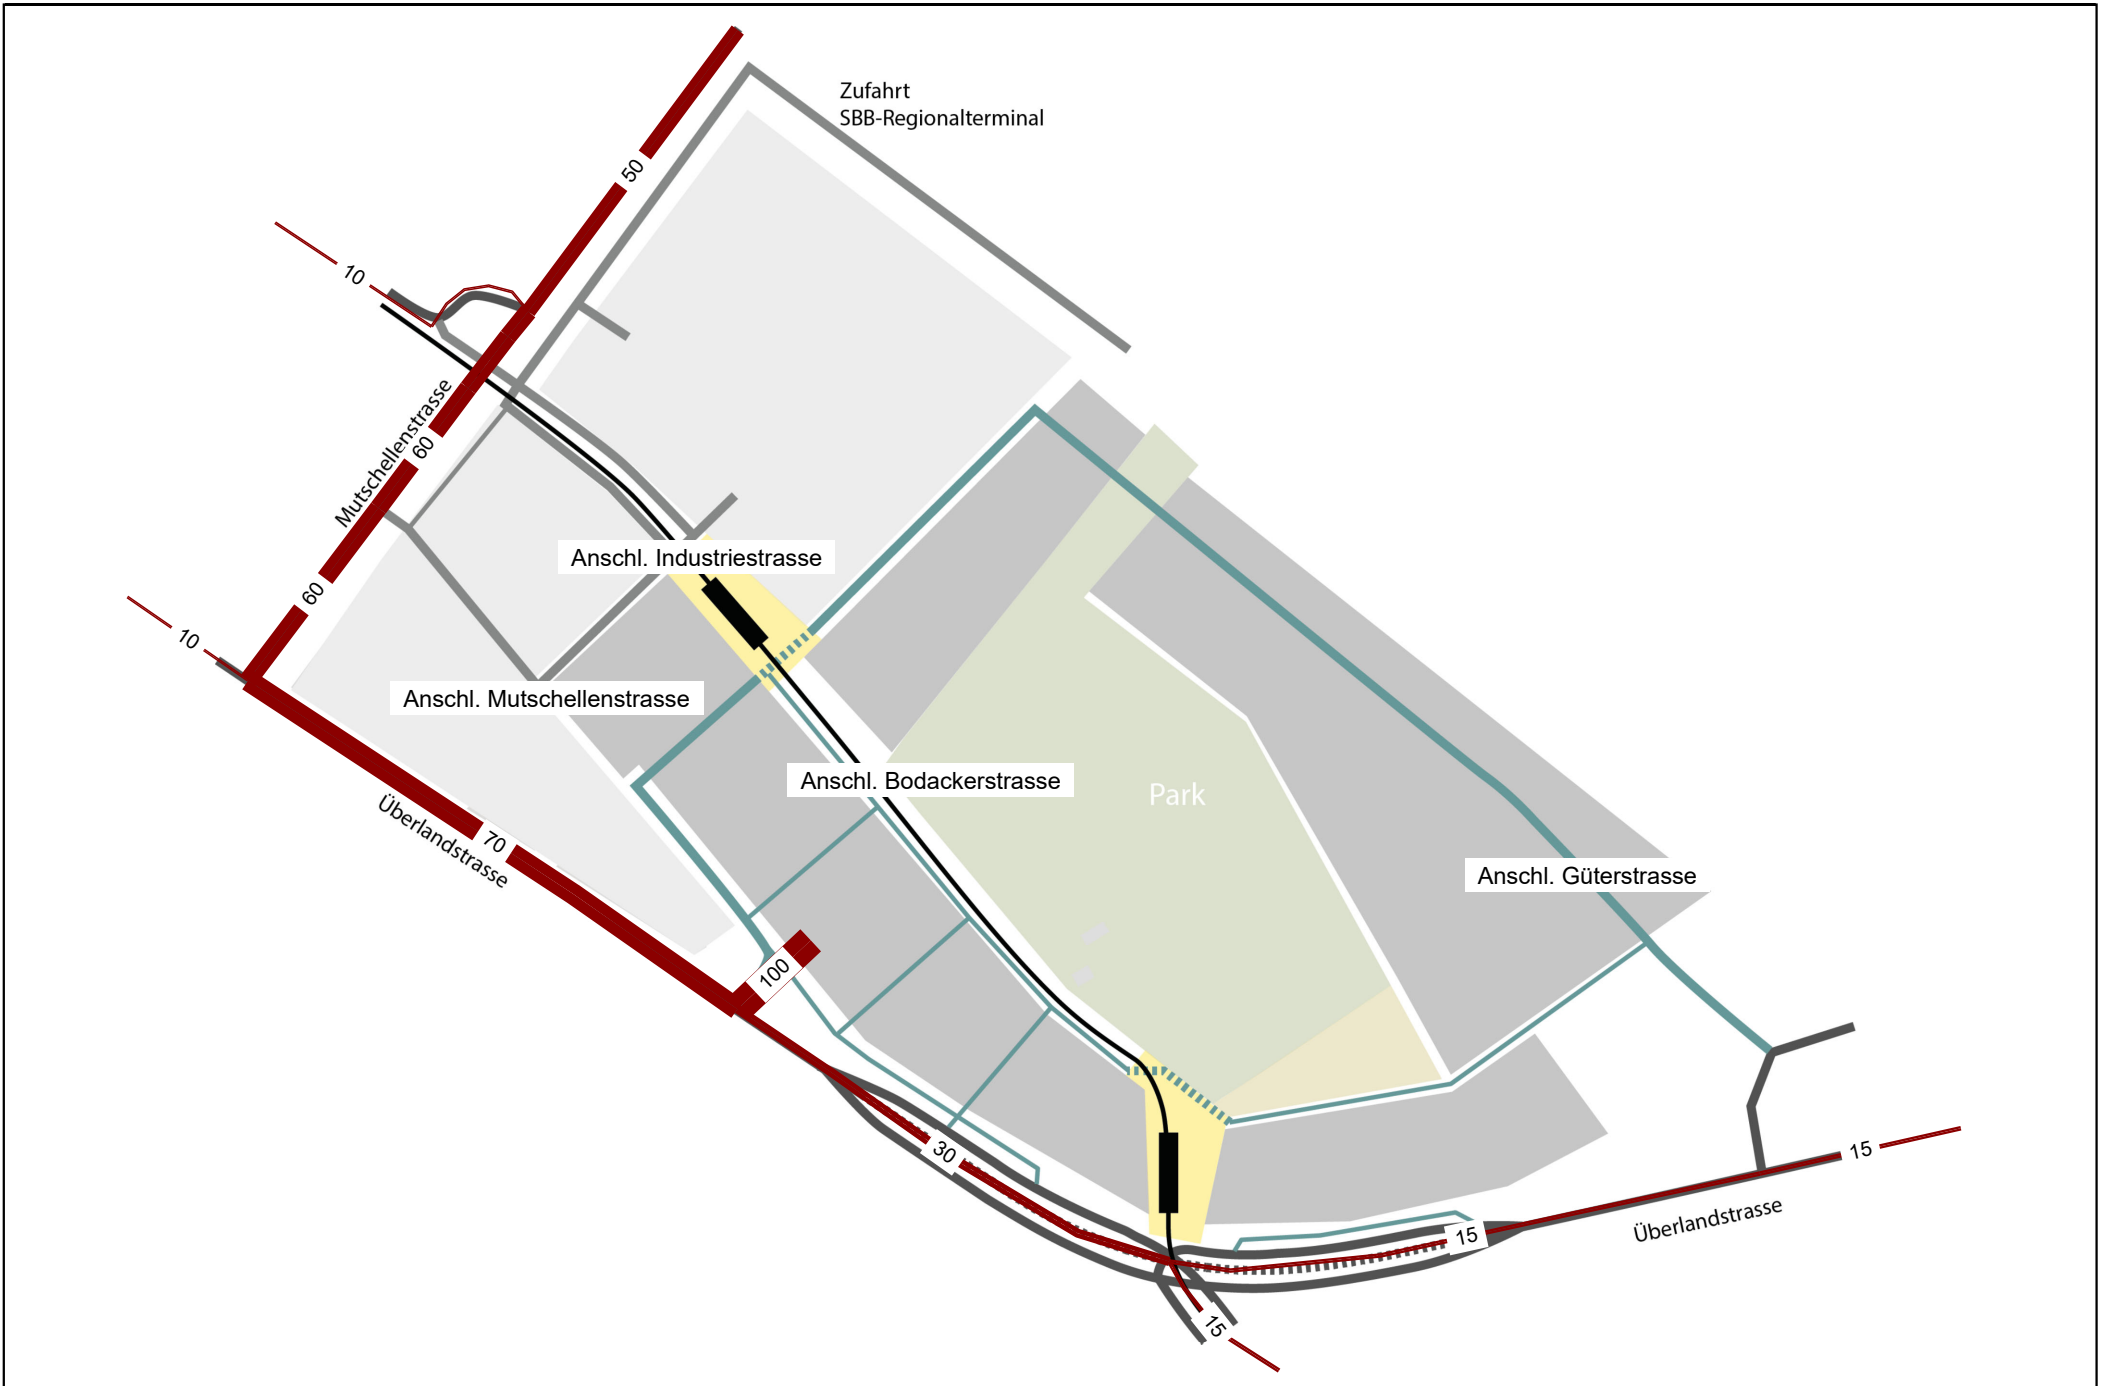 Zufahrt
SBB-Regionalterminal
50
10
Mutschellenstrasse
60
Anschl. Industriestrasse
60
10
Anschl. Mutschellenstrasse
Anschl. Bodackerstrasse
Park
Überlandstrasse
70
Anschl. Güterstrasse
100
30
15
Überlandstrasse
15
15